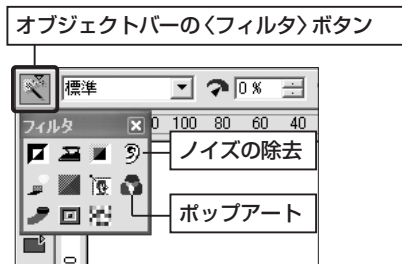 オブジェクトバーの〈フィルタ〉ボタン
標準 0 %
フィルタ 0 100 80 60 40
ノイズの除去
ポップアート
0